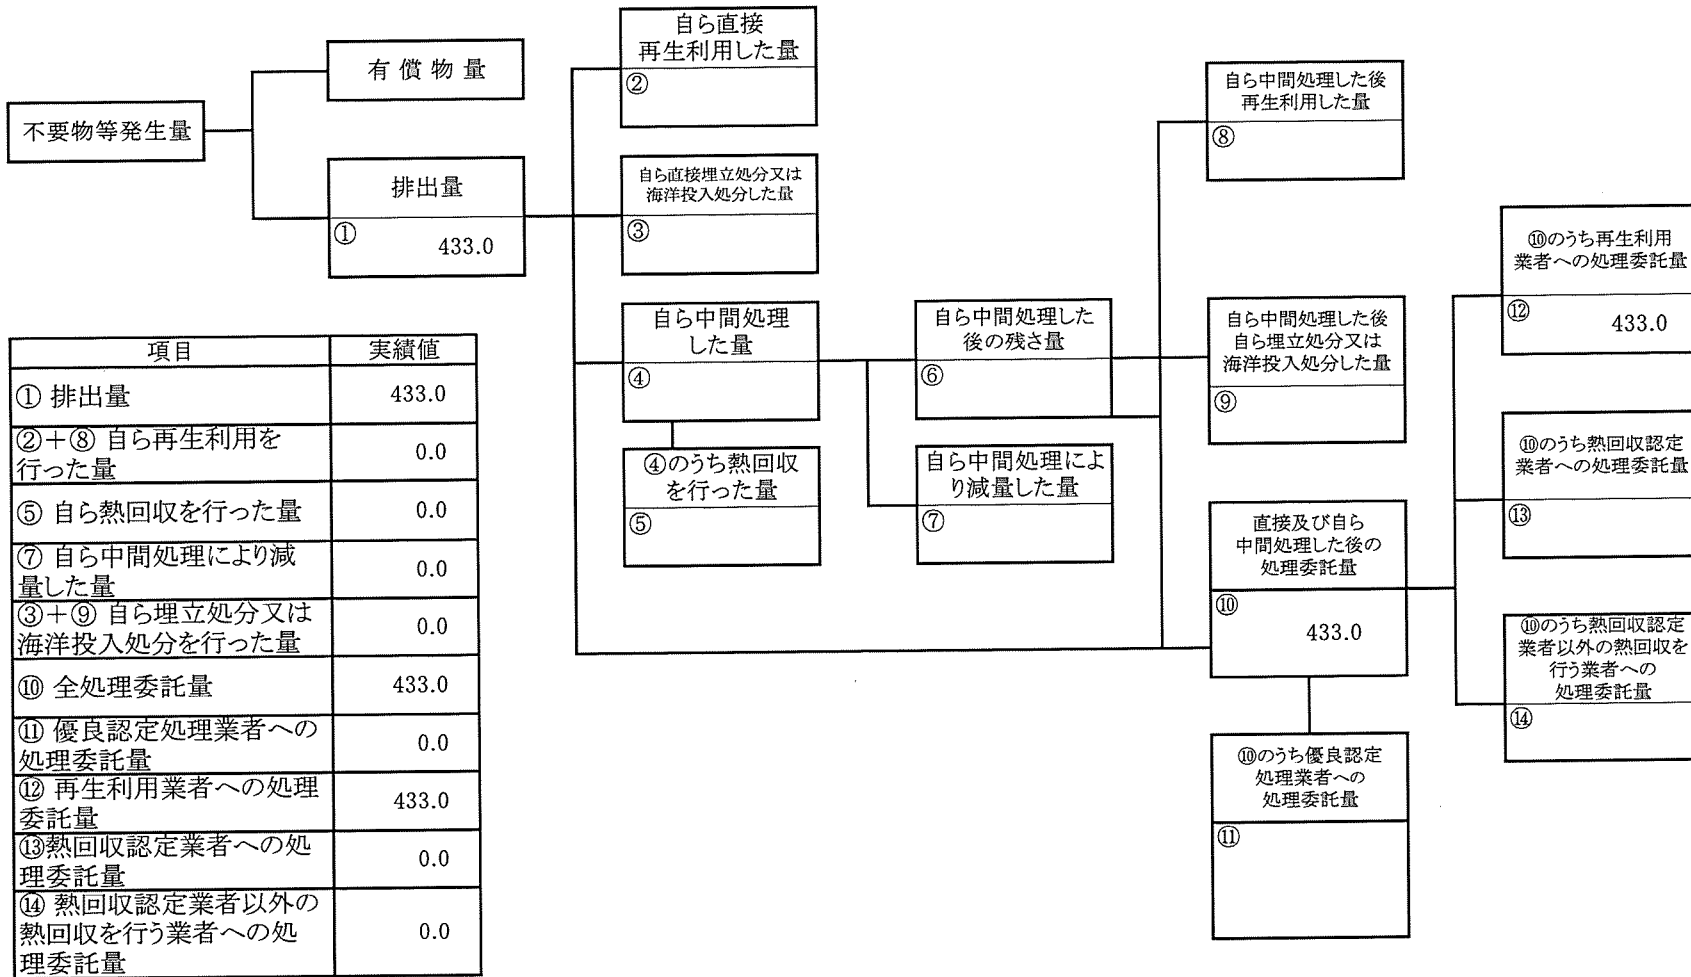 不要物等発生量
有償物量
排出量
①
433.0
自ら直接
再生利用した量
②
自ら直接埋立処分又は
海洋投入処分した量
③
自ら中間処理
した量
④
④のうち熱回収
を行った量
⑤
自ら中間処理した
後の残さ量
⑥
自ら中間処理によ
り減量した量
⑦
自ら中間処理した後
再生利用した量
⑧
自ら中間処理した後
自ら埋立処分又は
海洋投入処分した量
⑨
直接及び自ら
中間処理した後の
処理委託量
⑩
433.0
⑩のうち優良認定
処理業者への
処理委託量
⑪
⑩のうち再生利用
業者への処理委託量
⑫
433.0
⑩のうち熱回収認定
業者への処理委託量
⑬
⑩のうち熱回収認定
業者以外の熱回収を
行う業者への
処理委託量
⑭
項目 実績値
① 排出量 433.0
②＋⑧ 自ら再生利用を
行った量 0.0
⑤ 自ら熱回収を行った量 0.0
⑦ 自ら中間処理により減
量した量 0.0
③＋⑨ 自ら埋立処分又は
海洋投入処分を行った量 0.0
⑩ 全処理委託量 433.0
⑪ 優良認定処理業者への
処理委託量 0.0
⑫ 再生利用業者への処理
委託量 433.0
⑬熱回収認定業者への処
理委託量 0.0
⑭ 熱回収認定業者以外の
熱回収を行う業者への処
理委託量 0.0